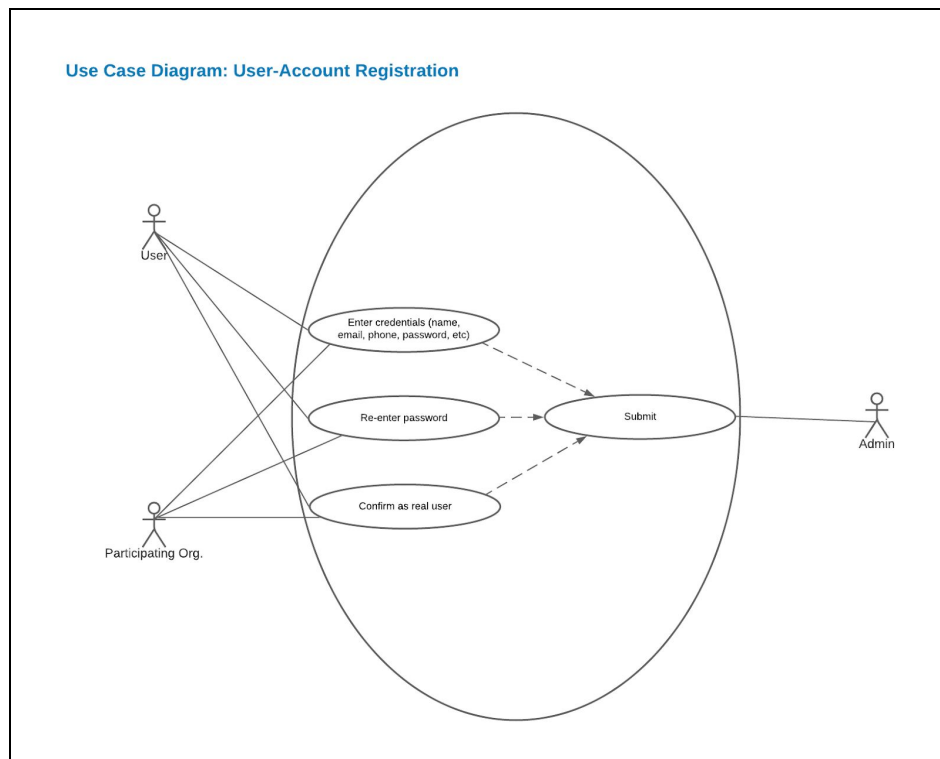 Use Case Diagram: User-Account Registration
User
Enter credentials (name,
email, phone, password, etc)
Re-enter password
Submit
Admin
Confirm as real user
Participating Org.